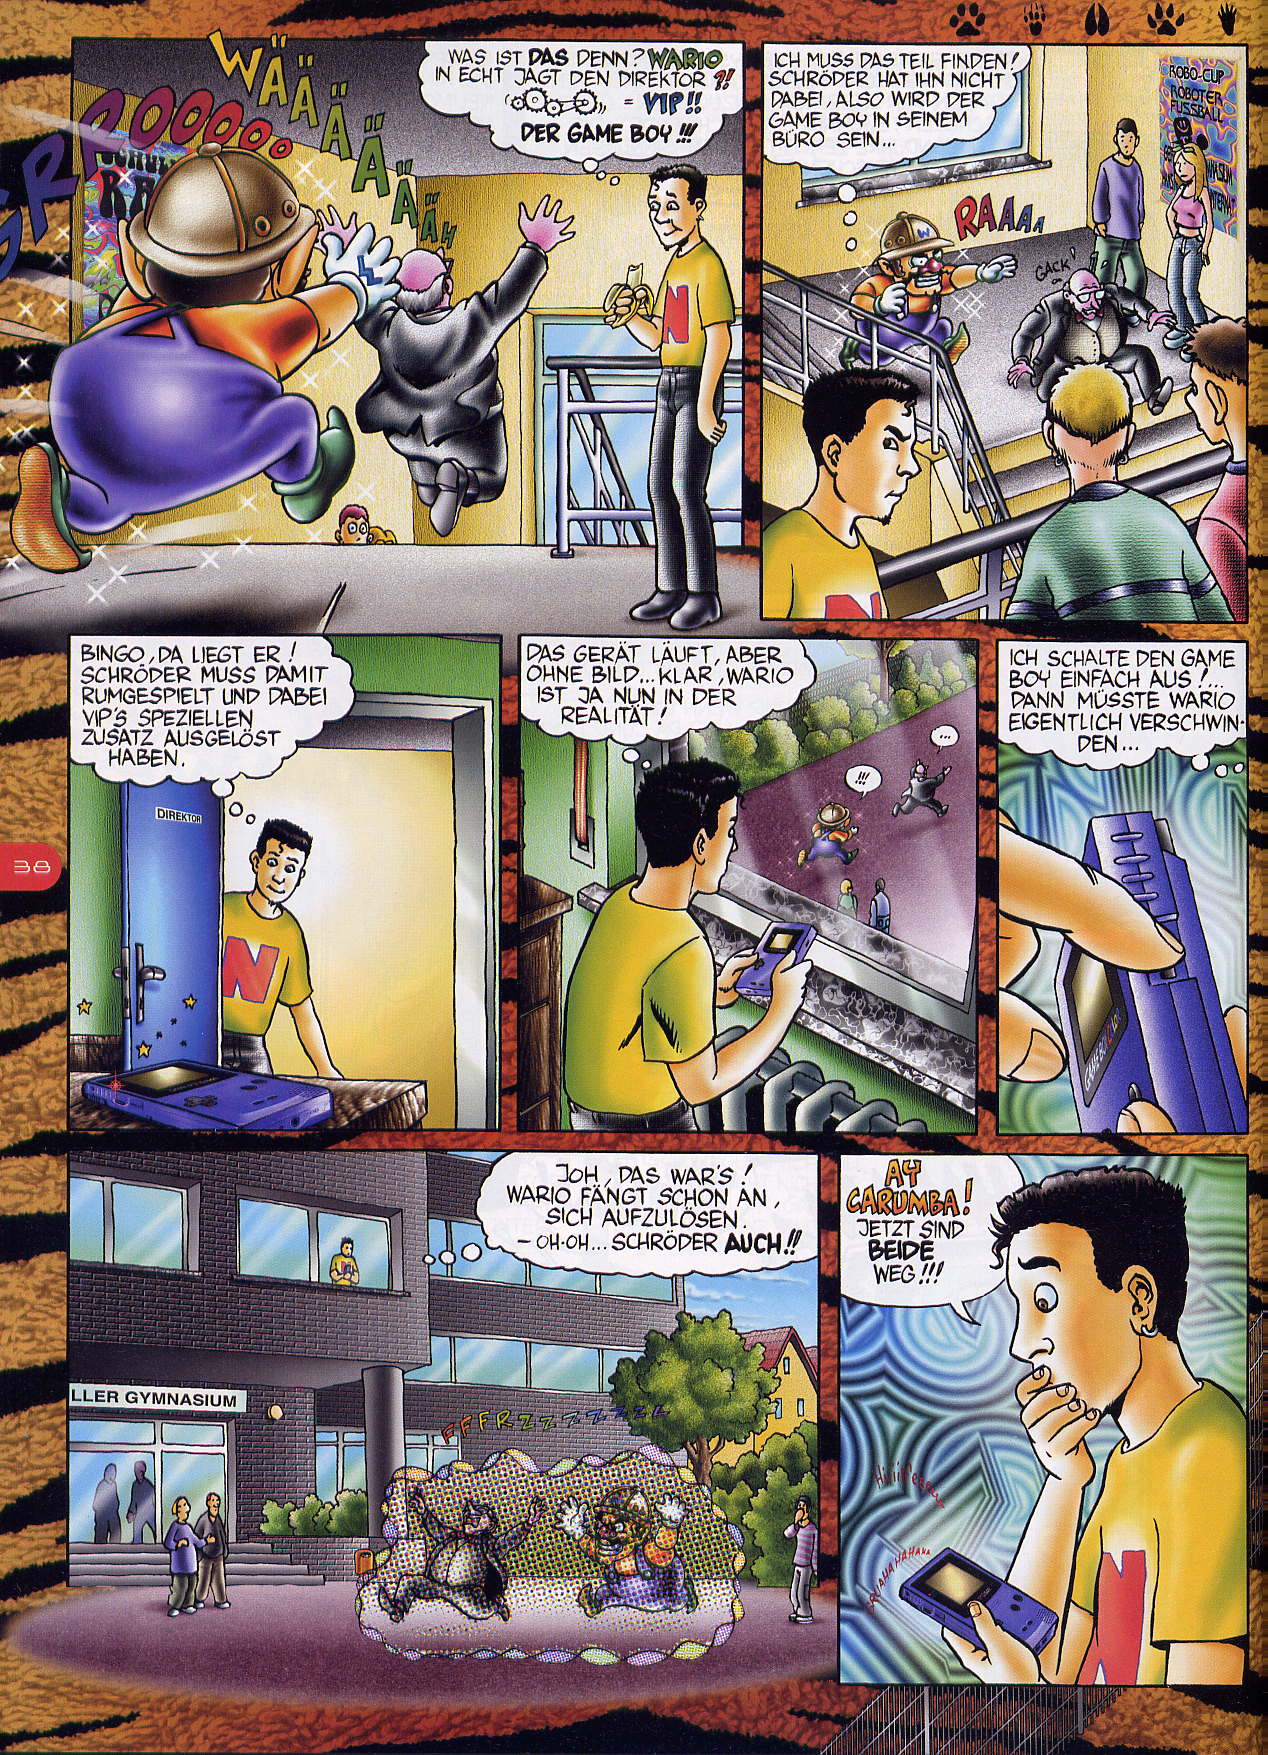 WÄÄÄÄÄÄÄH
GRROOOOOO
WAS IST DAS DENN? WARIO
IN ECHT JAGT DEN DIREKTOR ?!
= VIP!!
DER GAME BOY!!!
N
ICH MUSS DAS TEIL FINDEN!
SCHRÖDER HAT IHN NICHT
DABEI, ALSO WIRD DER
GAME BOY IN SEINEM
BÜRO SEIN...
ROBO-CUP
ROBOTER
FUSSBALL
W
RAAAA
GACK!
N
BINGO, DA LIEGT ER!
SCHRÖDER MUSS DAMIT
RUMGESPIELT UND DABEI
VIP'S SPEZIELLEN
ZUSATZ AUSGELÖST
HABEN.
DIREKTOR
N
DAS GERÄT LÄUFT, ABER
OHNE BILD... KLAR, WARIO
IST JA NUN IN DER
REALITÄT!
...
!!!
ICH SCHALTE DEN GAME
BOY EINFACH AUS!...
DANN MÜSSTE WARIO
EIGENTLICH VERSCHWIN-
DEN...
GAME BOY COLOR
38
JOH, DAS WAR'S!
WARIO FÄNGT SCHON AN,
SICH AUFZULÖSEN.
– OH-OH... SCHRÖDER AUCH!!
N
LLER GYMNASIUM
FFFRZZZZZZZ
AY
CARUMBA!
JETZT SIND
BEIDE
WEG!!!
N